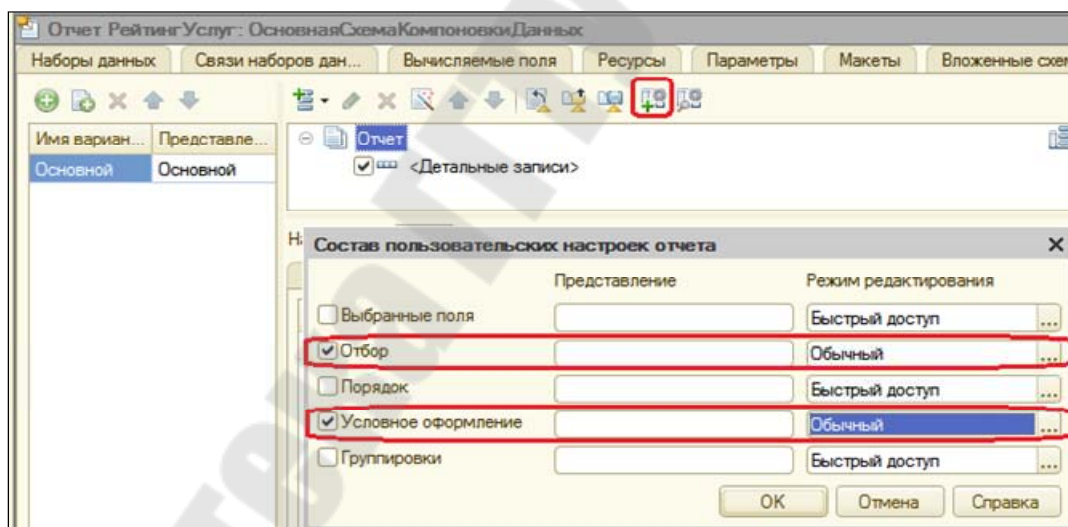 Отчет РейтингУслуг: ОсновнаяСхемаКомпоновкиДанных
Наборы данных Связи наборов дан... Вычисляемые поля Ресурсы Параметры Макеты Вложенные схем
Имя вариан... Представле...
Основной Основной
Отчет
<Детальные записи>
Состав пользовательских настроек отчета
Представление Режим редактирования
Выбранные поля Быстрый доступ ...
Отбор Обычный ...
Порядок Быстрый доступ ...
Условное оформление Обычный ...
Группировки Быстрый доступ ...
OK Отмена Справка